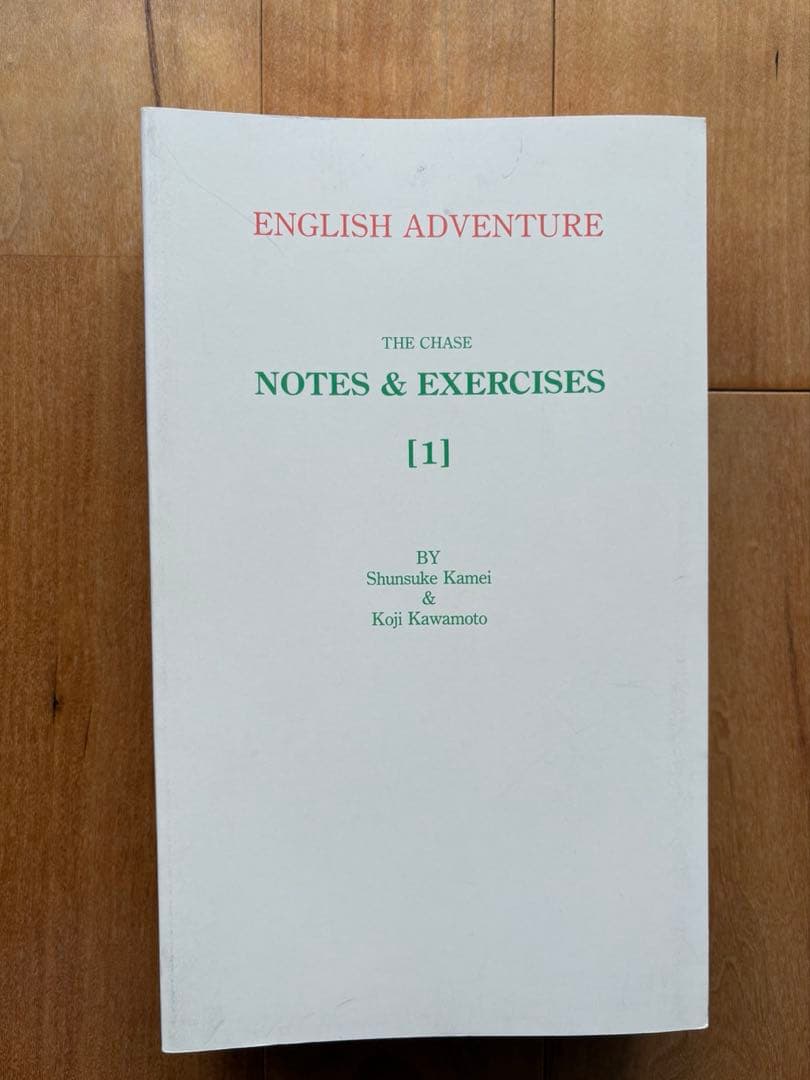 ENGLISH ADVENTURE
THE CHASE
NOTES & EXERCISES
[1]
BY
Shunsuke Kamei
&
Koji Kawamoto